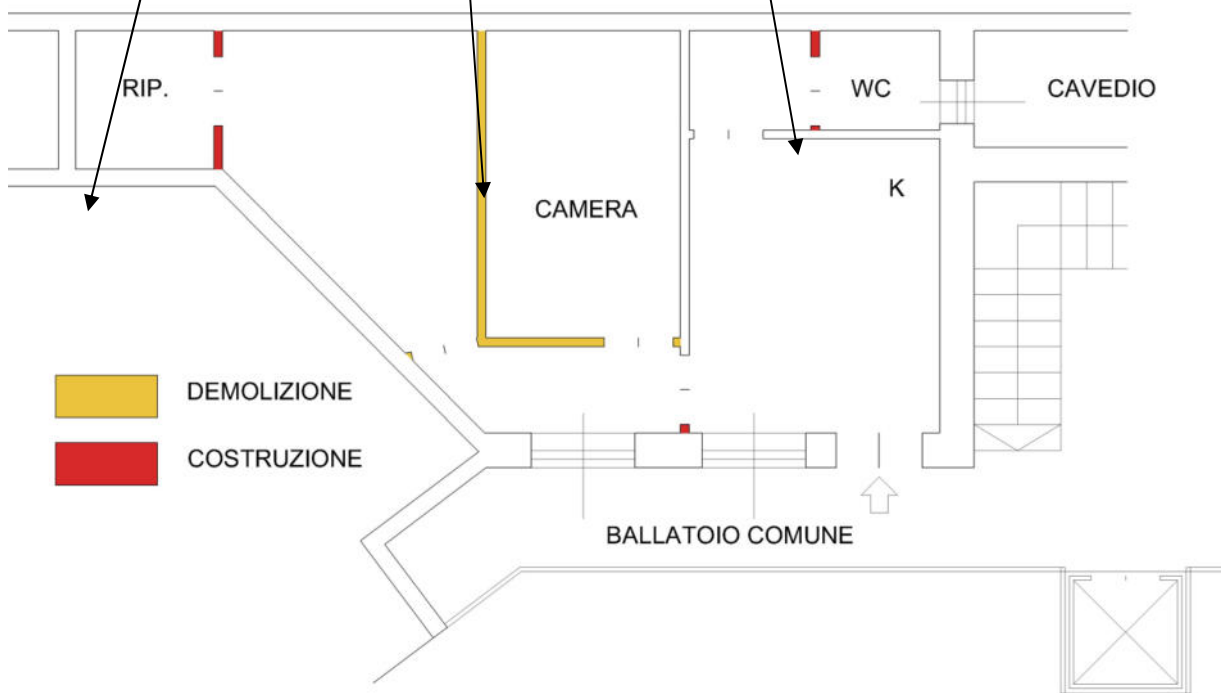 RIP.
WC
CAVEDIO
K
CAMERA
DEMOLIZIONE
COSTRUZIONE
BALLATOIO COMUNE